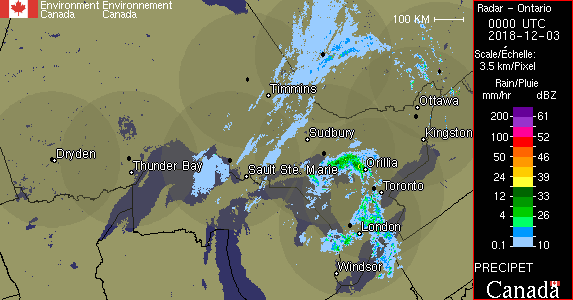 Environment Environnement
Canada Canada
100 KM
Timmins
Ottawa
Sudbury
Kingston
Dryden
Thunder Bay
Sault Ste. Marie
Orillia
Toronto
London
Windsor
Radar - Ontario
0000 UTC
2018-12-03
Scale/Échelle:
3.5 km/Pixel
Rain/Pluie
mm/hr dBZ
200 61
100 52
50 46
24 39
12 34
4 26
0.1 10
PRECIPET
Canada